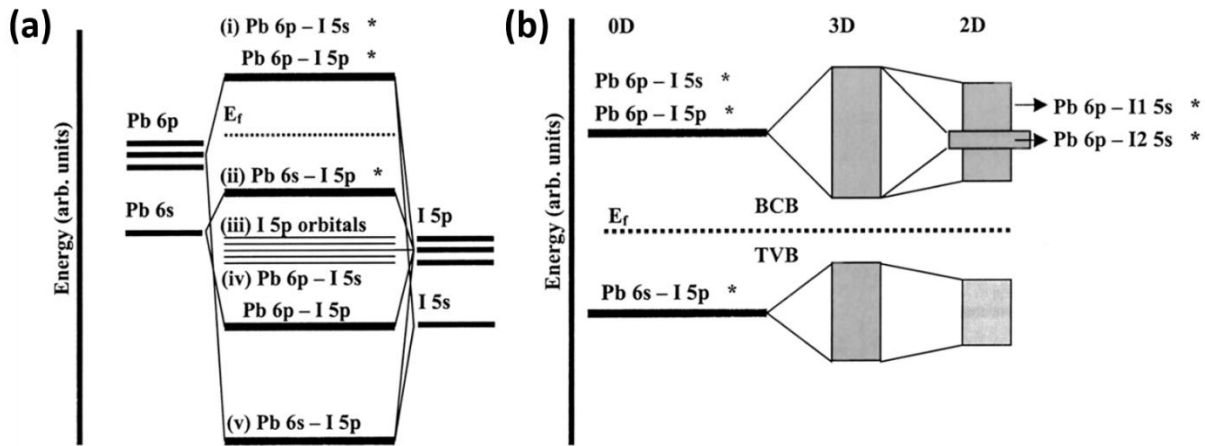 (a)
Energy (arb. units)
(i) Pb 6p – I 5s *
Pb 6p – I 5p *
Pb 6p
E_f
(ii) Pb 6s – I 5p *
Pb 6s
(iii) I 5p orbitals
I 5p
(iv) Pb 6p – I 5s
Pb 6p – I 5p
I 5s
(v) Pb 6s – I 5p
(b)
Energy (arb. units)
0D 3D 2D
Pb 6p – I 5s *
Pb 6p – I 5p *
Pb 6p – I1 5s *
Pb 6p – I2 5s *
BCB
E_f
TVB
Pb 6s – I 5p *